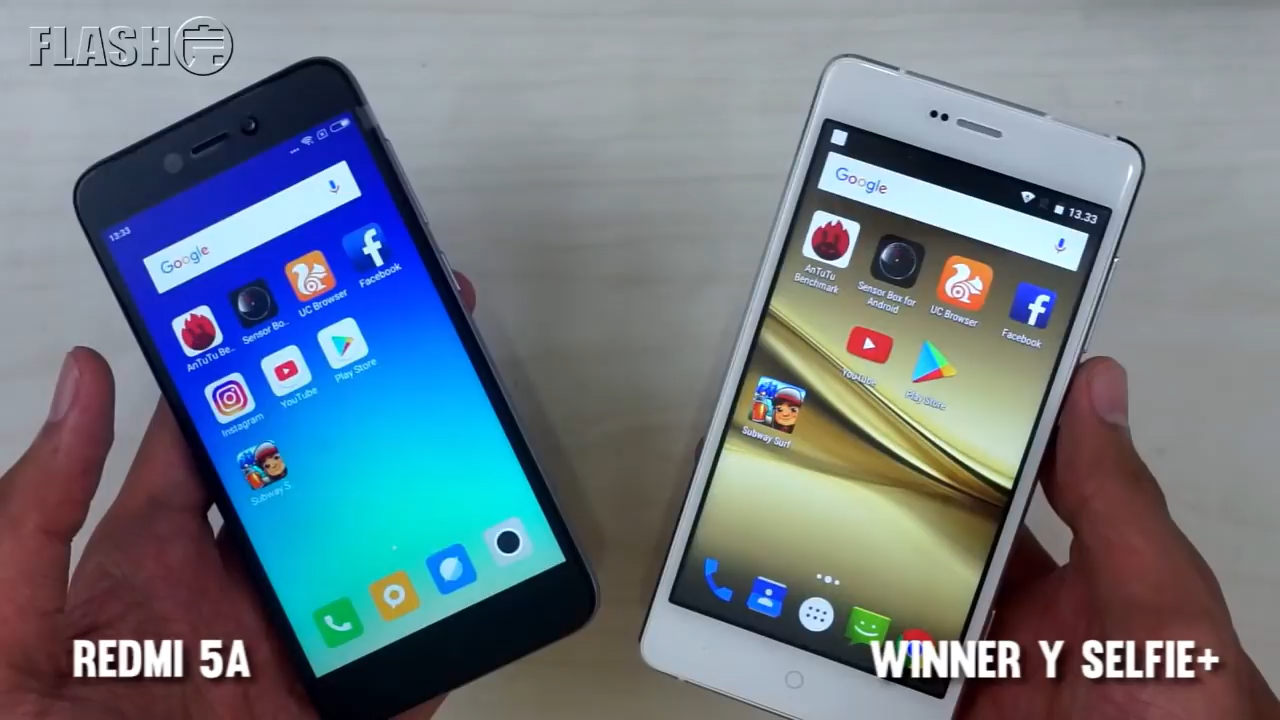 FLASH
13:33
Google
AnTuTu Be..
Sensor Bo..
UC Browser
Facebook
Instagram
YouTube
Play Store
Subway S
13.33
Google
AnTuTu
Benchmark
Sensor Box for
Android
UC Browser
Facebook
YouTube
Play Store
Subway Surf
REDMI 5A
WINNER Y SELFIE+